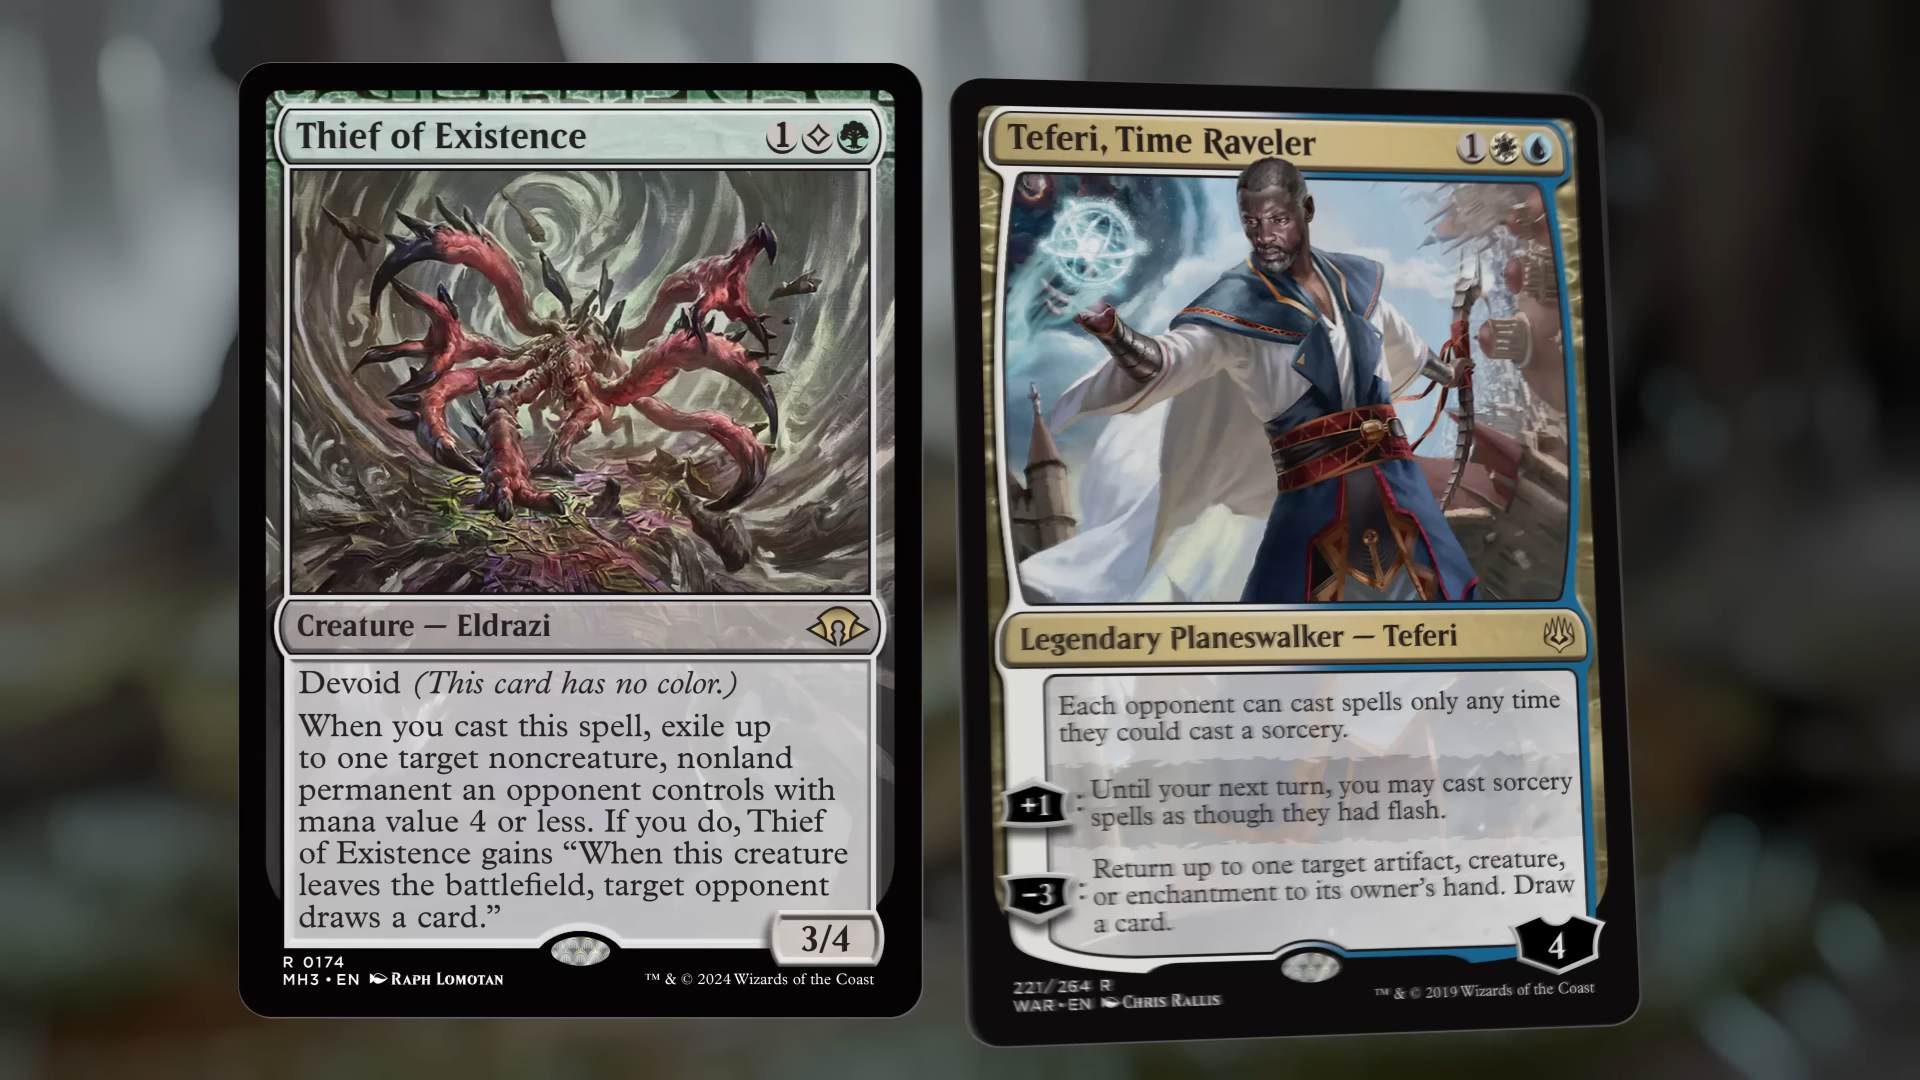 Thief of Existence
1
Creature — Eldrazi
Devoid (This card has no color.)
When you cast this spell, exile up
to one target noncreature, nonland
permanent an opponent controls with
mana value 4 or less. If you do, Thief
of Existence gains “When this creature
leaves the battlefield, target opponent
draws a card.”
3/4
R 0174
MH3 • EN RAPH LOMOTAN
™ & © 2024 Wizards of the Coast
Teferi, Time Raveler
1
Legendary Planeswalker — Teferi
Each opponent can cast spells only any time
they could cast a sorcery.
+1 : Until your next turn, you may cast sorcery
spells as though they had flash.
−3 : Return up to one target artifact, creature,
or enchantment to its owner’s hand. Draw
a card.
4
221/264 R
WAR • EN CHRIS RALLIS
™ & © 2019 Wizards of the Coast